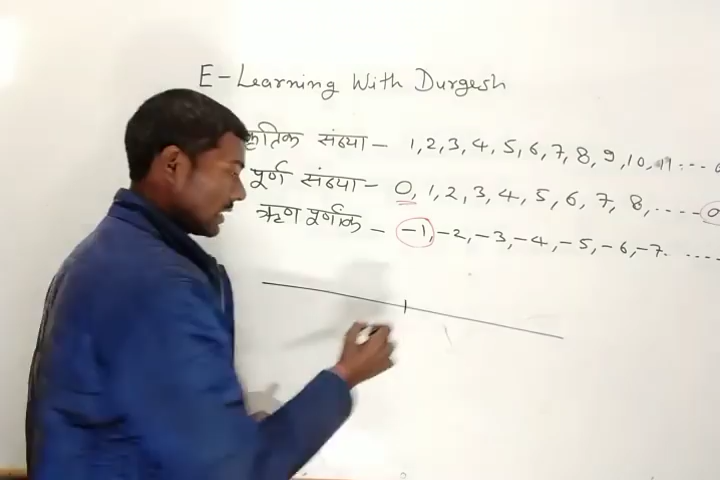 E-Learning With Durgesh
कृतिक संख्या - 1, 2, 3, 4, 5, 6, 7, 8, 9, 10, 11....
पूर्ण संख्या - 0, 1, 2, 3, 4, 5, 6, 7, 8, .....
ऋण पूर्णांक - -1, -2, -3, -4, -5, -6, -7. ....